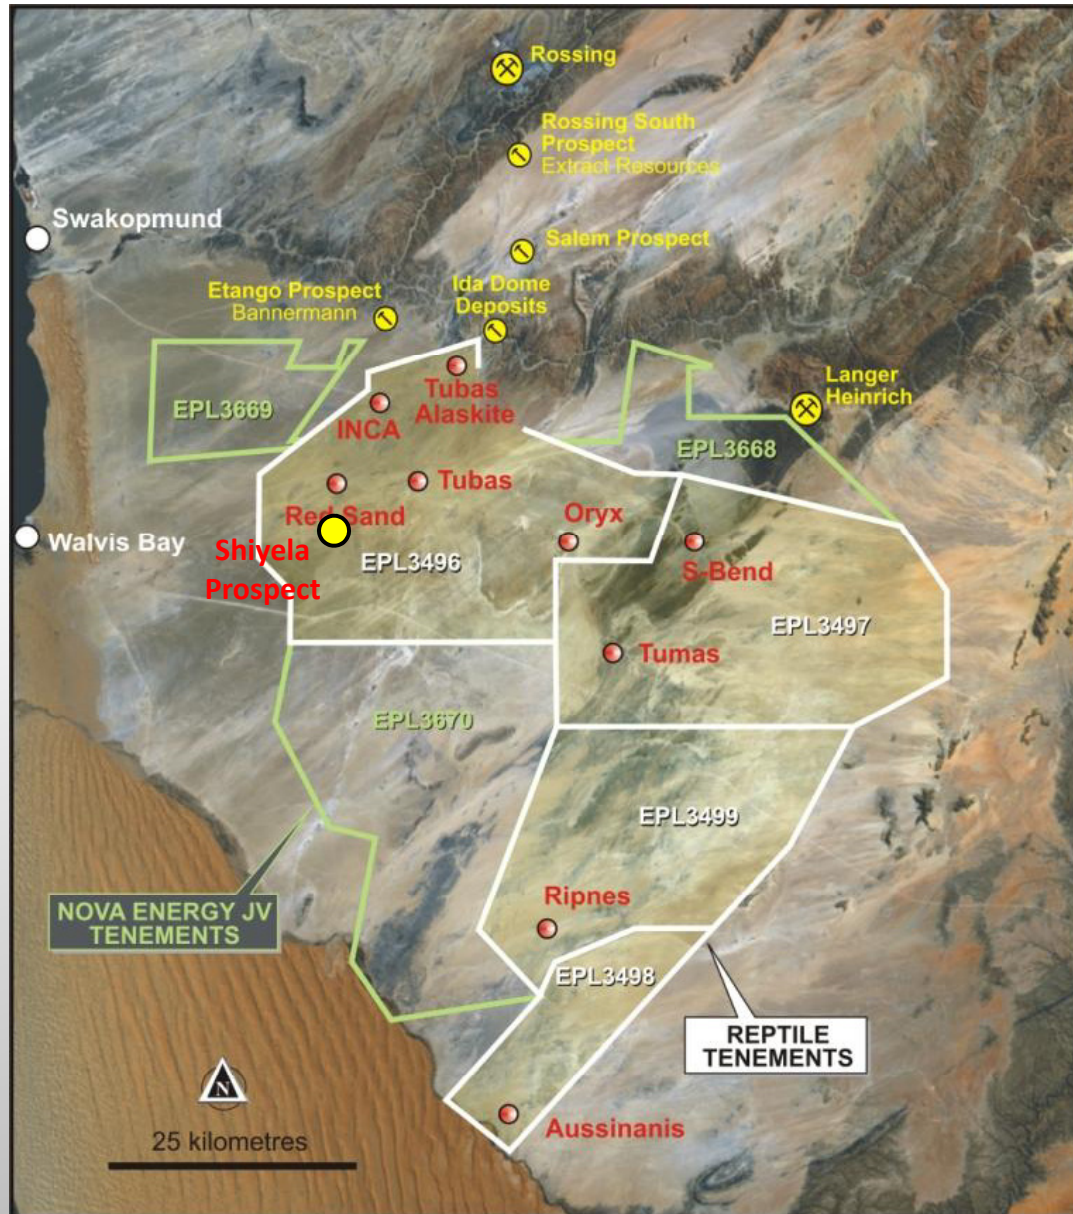 Rossing
Rossing South
Prospect
Extract Resources
Swakopmund
Salem Prospect
Etango Prospect
Bannermann
Ida Dome
Deposits
Langer
Heinrich
EPL3669
Tubas
Alaskite
INCA
EPL3668
Tubas
Red Sand
Oryx
Walvis Bay
Shiyela
Prospect
EPL3496
S-Bend
EPL3497
Tumas
EPL3670
EPL3499
Ripnes
NOVA ENERGY JV
TENEMENTS
EPL3498
REPTILE
TENEMENTS
N
25 kilometres
Aussinanis